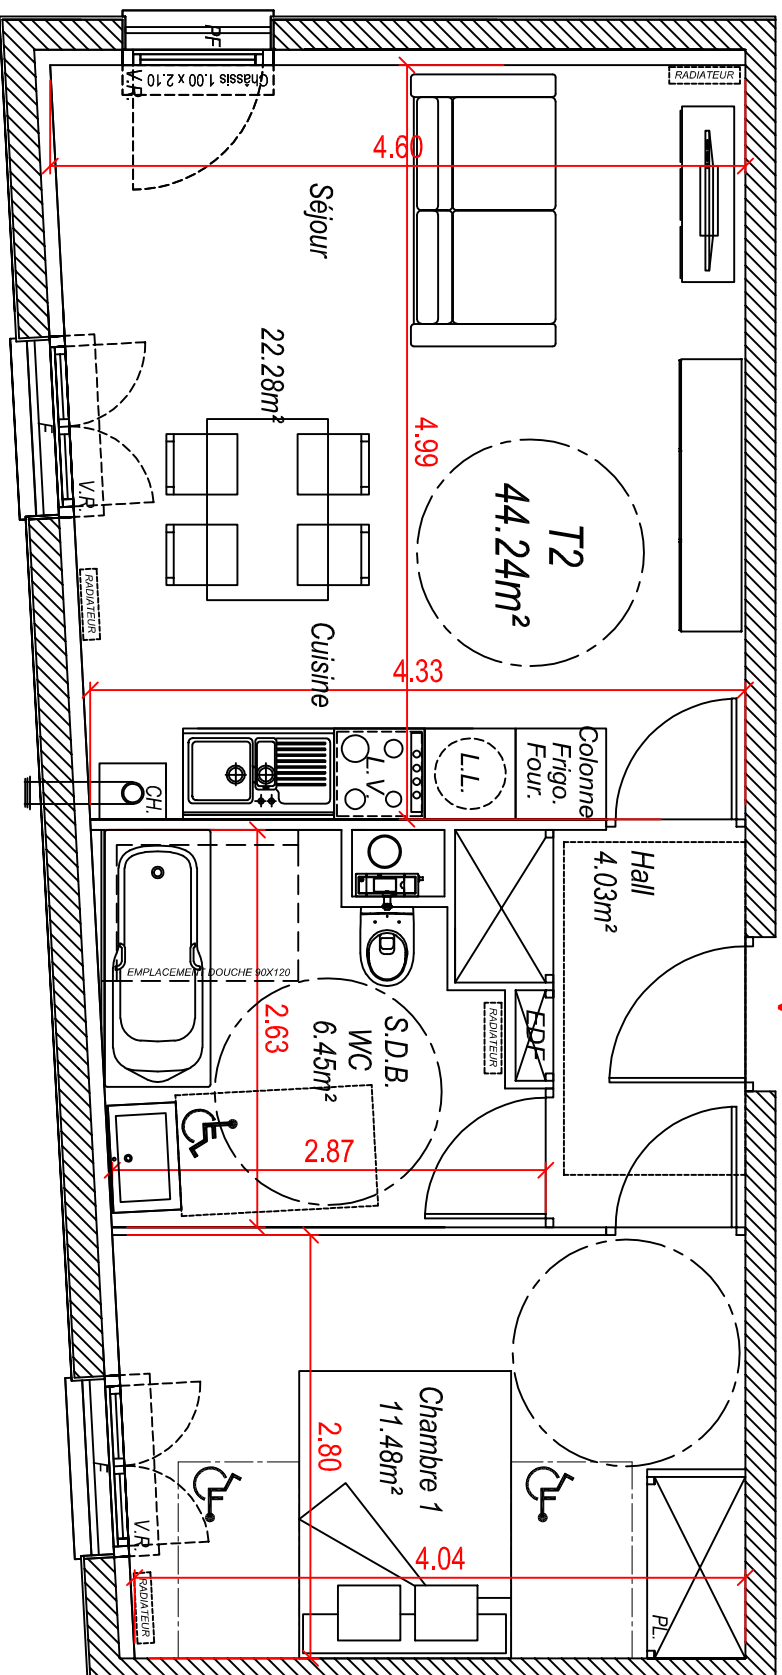 PF
Châssis 1.00 x 2.10
V.R.
RADIATEUR
4.60
Séjour
22.28m²
4.99
T2
44.24m²
F
V.R.
RADIATEUR
Cuisine
4.33
CH.
L.V.
L.L.
Colonne
Frigo.
Four.
Hall
4.03m²
EMPLACEMENT DOUCHE 90X120
2.63
S.D.B.
WC
6.45m²
RADIATEUR
EDF
2.87
Chambre 1
11.48m²
2.80
F
V.R.
RADIATEUR
4.04
PL.